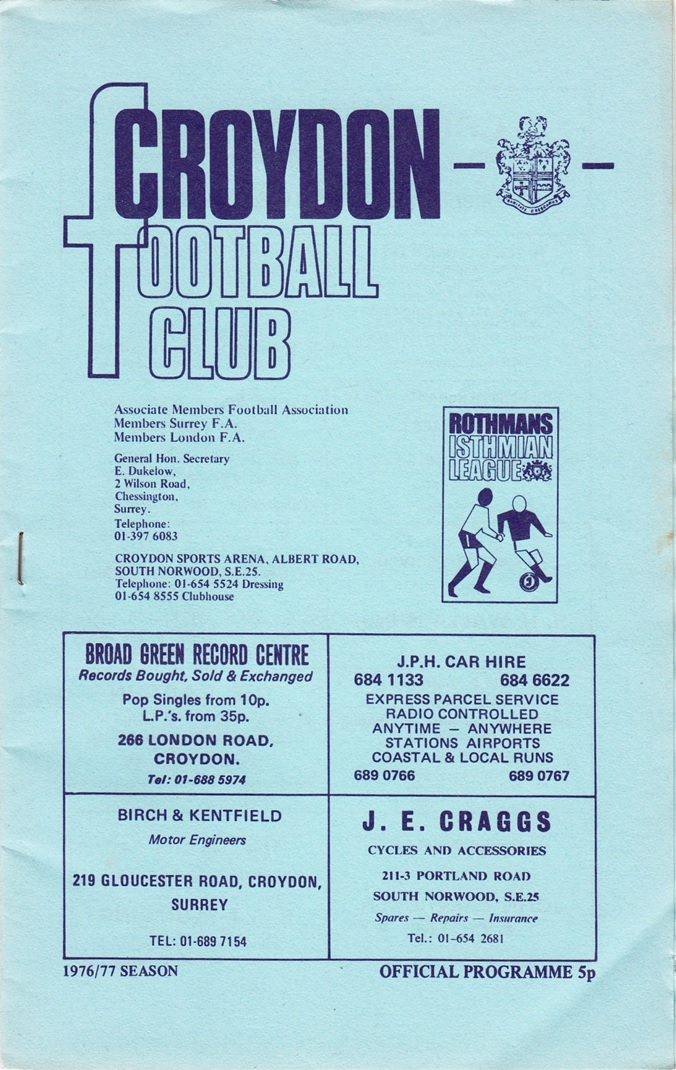 CROYDON
FOOTBALL
CLUB
Associate Members Football Association
Members Surrey F.A.
Members London F.A.
General Hon. Secretary
E. Dukelow,
2 Wilson Road,
Chessington,
Surrey.
Telephone:
01-397 6083
CROYDON SPORTS ARENA, ALBERT ROAD,
SOUTH NORWOOD, S.E.25.
Telephone: 01-654 5524 Dressing
01-654 8555 Clubhouse
ROTHMANS
ISTHMIAN
LEAGUE
BROAD GREEN RECORD CENTRE
Records Bought, Sold & Exchanged
Pop Singles from 10p.
L.P.'s. from 35p.
266 LONDON ROAD,
CROYDON.
Tel: 01-688 5974
J.P.H. CAR HIRE
684 1133 684 6622
EXPRESS PARCEL SERVICE
RADIO CONTROLLED
ANYTIME — ANYWHERE
STATIONS AIRPORTS
COASTAL & LOCAL RUNS
689 0766 689 0767
BIRCH & KENTFIELD
Motor Engineers
219 GLOUCESTER ROAD, CROYDON,
SURREY
TEL: 01-689 7154
J. E. CRAGGS
CYCLES AND ACCESSORIES
211-3 PORTLAND ROAD
SOUTH NORWOOD, S.E.25
Spares — Repairs — Insurance
Tel.: 01-654 2681
1976/77 SEASON
OFFICIAL PROGRAMME 5p